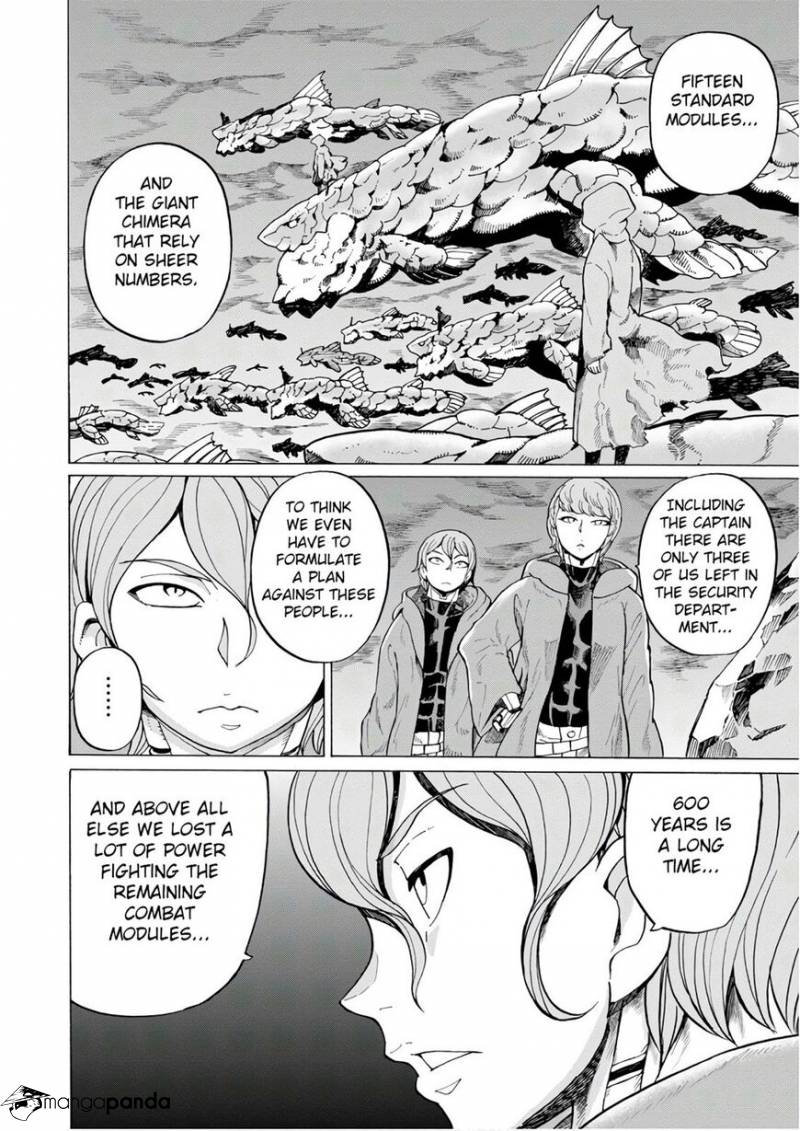 FIFTEEN
STANDARD
MODULES...
AND
THE GIANT
CHIMERA
THAT RELY
ON SHEER
NUMBERS.
INCLUDING
THE CAPTAIN
THERE ARE
ONLY THREE
OF US LEFT IN
THE SECURITY
DEPART-
MENT...
TO THINK
WE EVEN
HAVE TO
FORMULATE
A PLAN
AGAINST THESE
PEOPLE...
......
600
YEARS IS
A LONG
TIME...
AND ABOVE ALL
ELSE WE LOST A
LOT OF POWER
FIGHTING THE
REMAINING
COMBAT
MODULES...
mangapanda